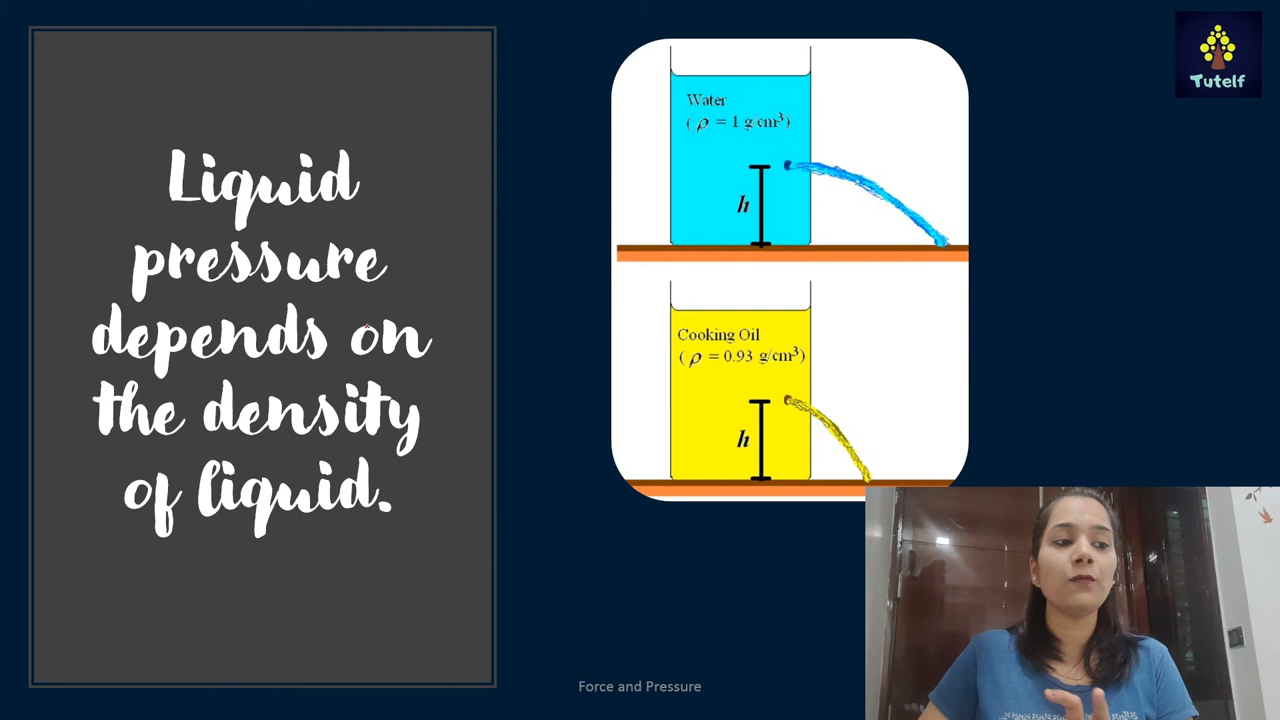 Liquid
pressure
depends on
the density
of liquid.
Water
( ρ = 1 g/cm³)
h
Cooking Oil
( ρ = 0.93 g/cm³)
h
Tutelf
Force and Pressure